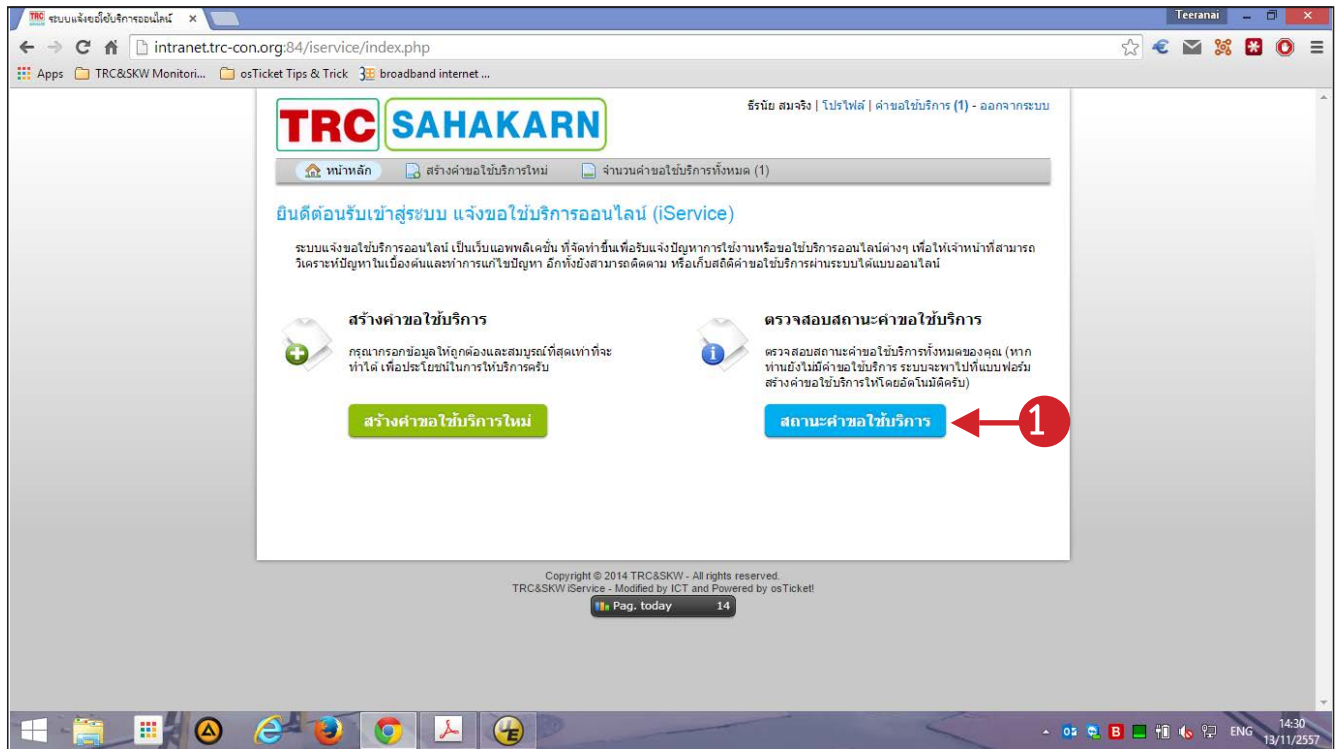 TRC ระบบแจ้งขอใช้บริการออนไลน์ ×
Teeranai
intranet.trc-con.org:84/iservice/index.php
Apps TRC&SKW Monitori... osTicket Tips & Trick broadband internet ...
TRC SAHAKARN
ธีรนัย สมจริง | โปรไฟล์ | คำขอใช้บริการ (1) - ออกจากระบบ
หน้าหลัก สร้างคำขอใช้บริการใหม่ จำนวนคำขอใช้บริการทั้งหมด (1)
ยินดีต้อนรับเข้าสู่ระบบ แจ้งขอใช้บริการออนไลน์ (iService)
ระบบแจ้งขอใช้บริการออนไลน์ เป็นเว็บแอพพลิเคชั่น ที่จัดทำขึ้นเพื่อรับแจ้งปัญหาการใช้งานหรือขอใช้บริการออนไลน์ต่างๆ เพื่อให้เจ้าหน้าที่สามารถ
วิเคราะห์ปัญหาในเบื้องต้นและทำการแก้ไขปัญหา อีกทั้งยังสามารถติดตาม หรือเก็บสถิติคำขอใช้บริการผ่านระบบได้แบบออนไลน์
สร้างคำขอใช้บริการ
กรุณากรอกข้อมูลให้ถูกต้องและสมบูรณ์ที่สุดเท่าที่จะ
ทำได้ เพื่อประโยชน์ในการให้บริการครับ
สร้างคำขอใช้บริการใหม่
ตรวจสอบสถานะคำขอใช้บริการ
ตรวจสอบสถานะคำขอใช้บริการทั้งหมดของคุณ (หาก
ท่านยังไม่มีคำขอใช้บริการ ระบบจะพาไปที่แบบฟอร์ม
สร้างคำขอใช้บริการให้โดยอัตโนมัติครับ)
สถานะคำขอใช้บริการ
1
Copyright © 2014 TRC&SKW - All rights reserved.
TRC&SKW iService - Modified by ICT and Powered by osTicket!
Pag. today 14
ENG
14:30
13/11/2557